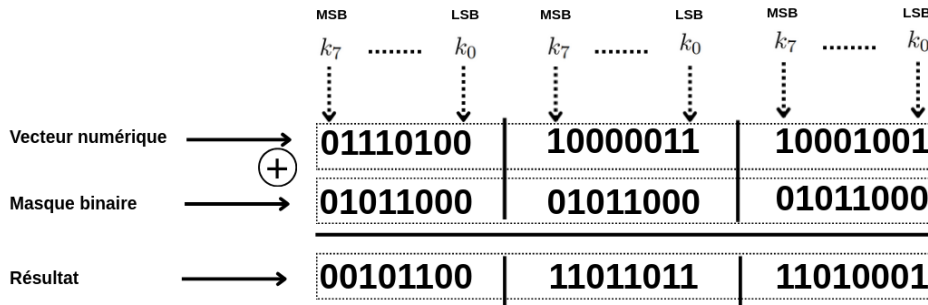 MSB LSB MSB LSB MSB LSB
k7 ........ k0 k7 ........ k0 k7 ........ k0
Vecteur numérique 01110100 10000011 10001001
+
Masque binaire 01011000 01011000 01011000
Résultat 00101100 11011011 11010001